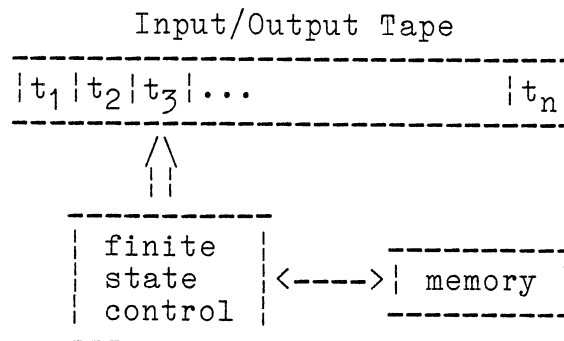 Input/Output Tape
|t₁|t₂|t₃|... |tₙ
finite
state
control
<---->
memory